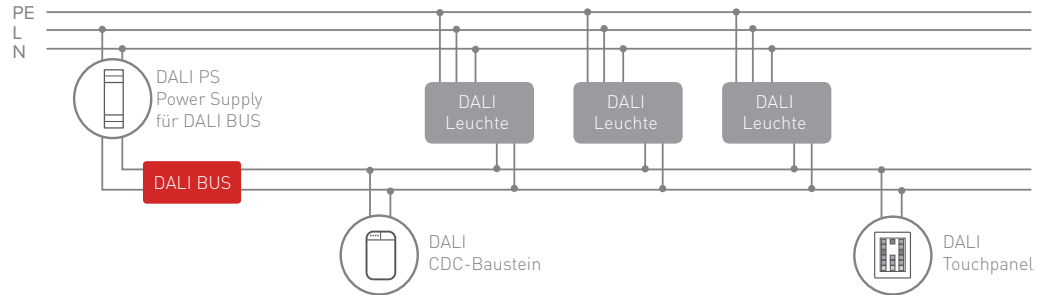 PE
L
N
DALI PS
Power Supply
für DALI BUS
DALI
Leuchte
DALI
Leuchte
DALI
Leuchte
DALI BUS
DALI
CDC-Baustein
DALI
Touchpanel